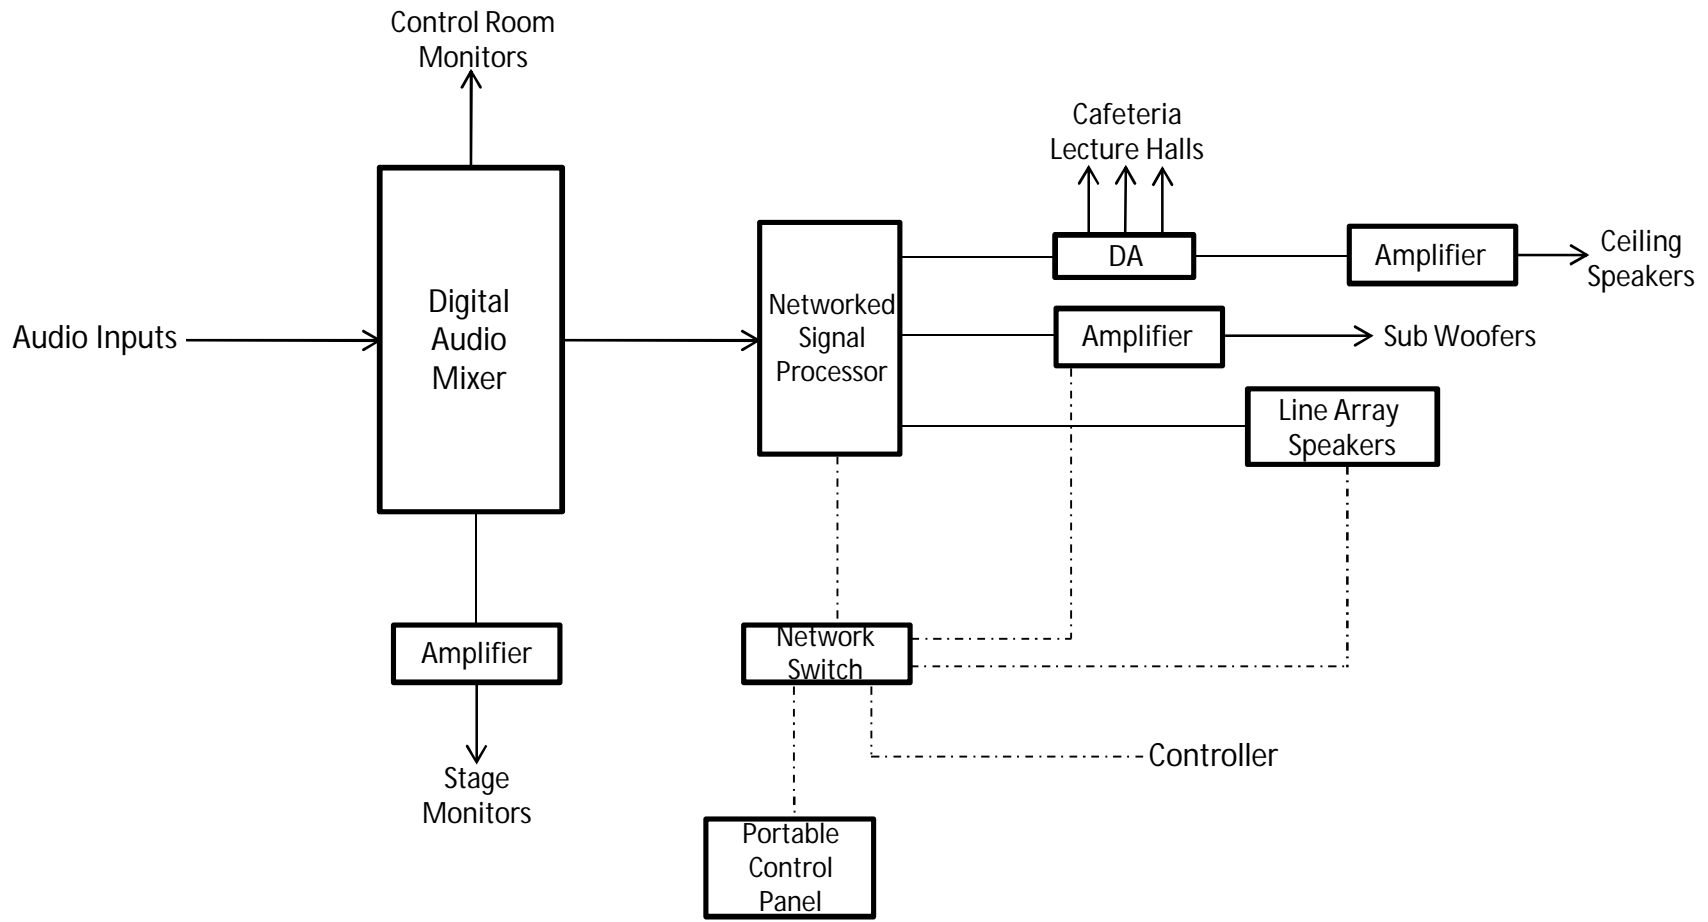 Control Room
Monitors
Cafeteria
Lecture Halls
DA
Amplifier
Ceiling
Speakers
Audio Inputs
Digital
Audio
Mixer
Networked
Signal
Processor
Amplifier
Sub Woofers
Line Array
Speakers
Amplifier
Network
Switch
Stage
Monitors
Controller
Portable
Control
Panel